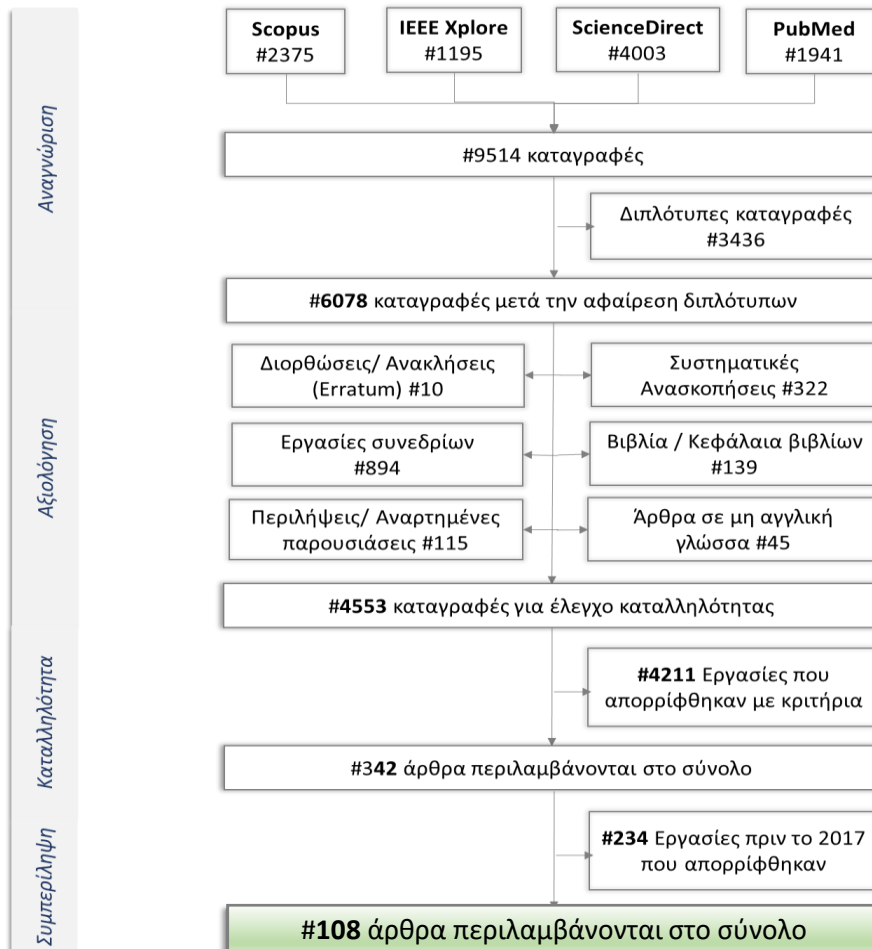 Scopus
#2375
IEEE Xplore
#1195
ScienceDirect
#4003
PubMed
#1941
Αναγνώριση
#9514 καταγραφές
Διπλότυπες καταγραφές
#3436
#6078 καταγραφές μετά την αφαίρεση διπλότυπων
Αξιολόγηση
Διορθώσεις/ Ανακλήσεις
(Erratum) #10
Συστηματικές
Ανασκοπήσεις #322
Εργασίες συνεδρίων
#894
Βιβλία / Κεφάλαια βιβλίων
#139
Περιλήψεις/ Αναρτημένες
παρουσιάσεις #115
Άρθρα σε μη αγγλική
γλώσσα #45
#4553 καταγραφές για έλεγχο καταλληλότητας
Καταλληλότητα
#4211 Εργασίες που
απορρίφθηκαν με κριτήρια
#342 άρθρα περιλαμβάνονται στο σύνολο
Συμπερίληψη
#234 Εργασίες πριν το 2017
που απορρίφθηκαν
#108 άρθρα περιλαμβάνονται στο σύνολο